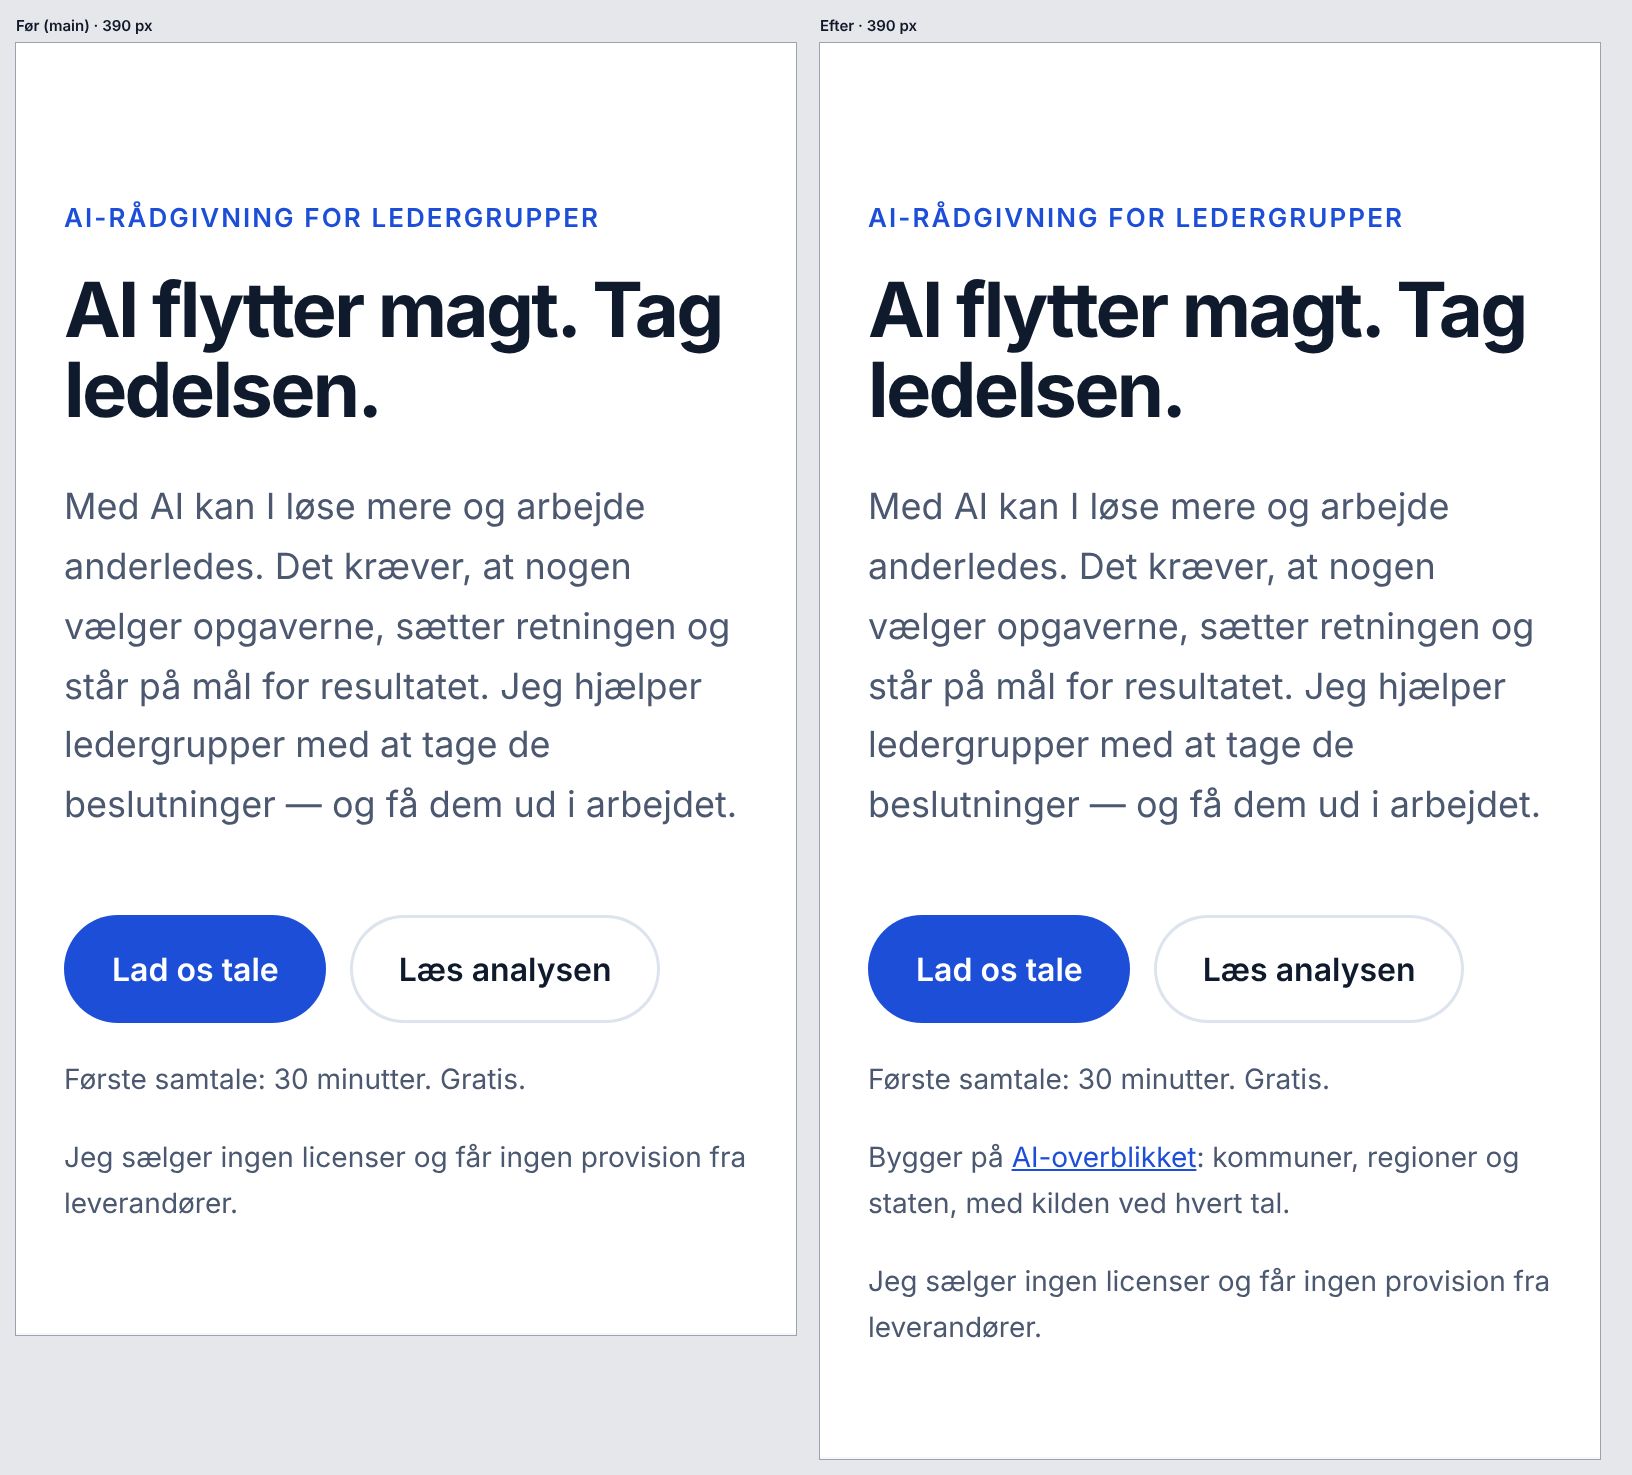 Før (main) · 390 px
AI-RÅDGIVNING FOR LEDERGRUPPER
AI flytter magt. Tag
ledelsen.
Med AI kan I løse mere og arbejde
anderledes. Det kræver, at nogen
vælger opgaverne, sætter retningen og
står på mål for resultatet. Jeg hjælper
ledergrupper med at tage de
beslutninger — og få dem ud i arbejdet.
Lad os tale
Læs analysen
Første samtale: 30 minutter. Gratis.
Jeg sælger ingen licenser og får ingen provision fra
leverandører.
Efter · 390 px
AI-RÅDGIVNING FOR LEDERGRUPPER
AI flytter magt. Tag
ledelsen.
Med AI kan I løse mere og arbejde
anderledes. Det kræver, at nogen
vælger opgaverne, sætter retningen og
står på mål for resultatet. Jeg hjælper
ledergrupper med at tage de
beslutninger — og få dem ud i arbejdet.
Lad os tale
Læs analysen
Første samtale: 30 minutter. Gratis.
Bygger på AI-overblikket: kommuner, regioner og
staten, med kilden ved hvert tal.
Jeg sælger ingen licenser og får ingen provision fra
leverandører.